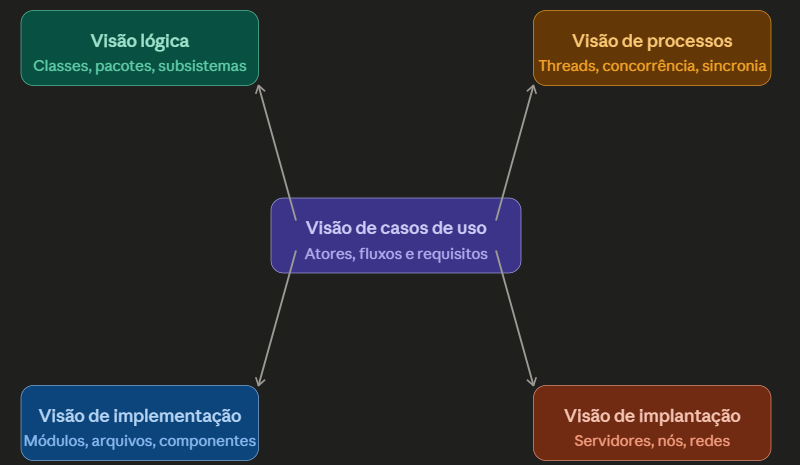 Visão lógica
Classes, pacotes, subsistemas
Visão de processos
Threads, concorrência, sincronia
Visão de casos de uso
Atores, fluxos e requisitos
Visão de implementação
Módulos, arquivos, componentes
Visão de implantação
Servidores, nós, redes